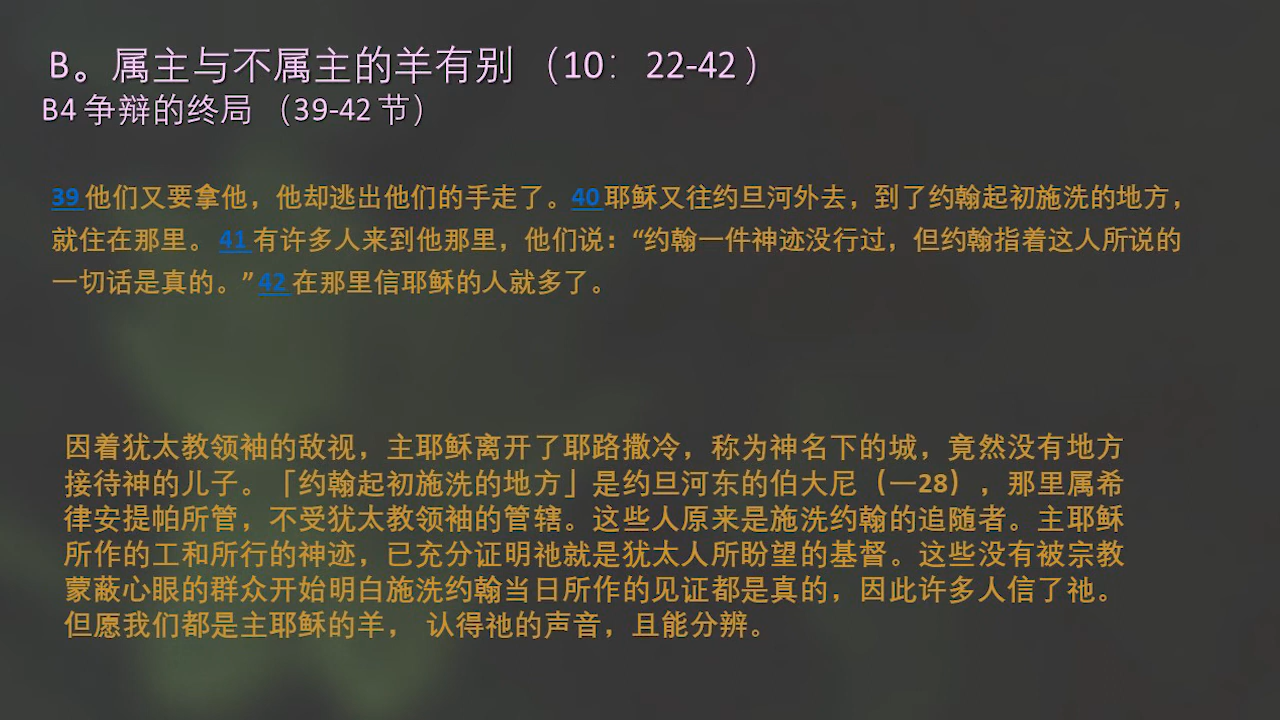 B。属主与不属主的羊有别 （10：22-42 ）
B4 争辩的终局 （39-42 节）
39 他们又要拿他，他却逃出他们的手走了。40 耶稣又往约旦河外去，到了约翰起初施洗的地方，
就住在那里。 41 有许多人来到他那里，他们说：“约翰一件神迹没行过，但约翰指着这人所说的
一切话是真的。” 42 在那里信耶稣的人就多了。
因着犹太教领袖的敌视，主耶稣离开了耶路撒冷，称为神名下的城，竟然没有地方
接待神的儿子。「约翰起初施洗的地方」是约旦河东的伯大尼（一28），那里属希
律安提帕所管，不受犹太教领袖的管辖。这些人原来是施洗约翰的追随者。主耶稣
所作的工和所行的神迹，已充分证明祂就是犹太人所盼望的基督。这些没有被宗教
蒙蔽心眼的群众开始明白施洗约翰当日所作的见证都是真的，因此许多人信了祂。
但愿我们都是主耶稣的羊， 认得祂的声音，且能分辨。